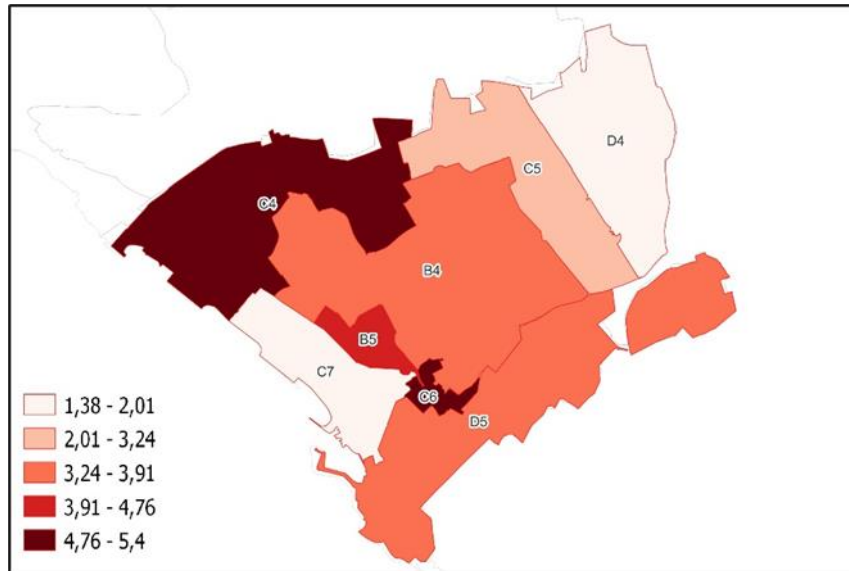 D4
C5
C4
B4
B5
C7
C6
D5
1,38 - 2,01
2,01 - 3,24
3,24 - 3,91
3,91 - 4,76
4,76 - 5,4